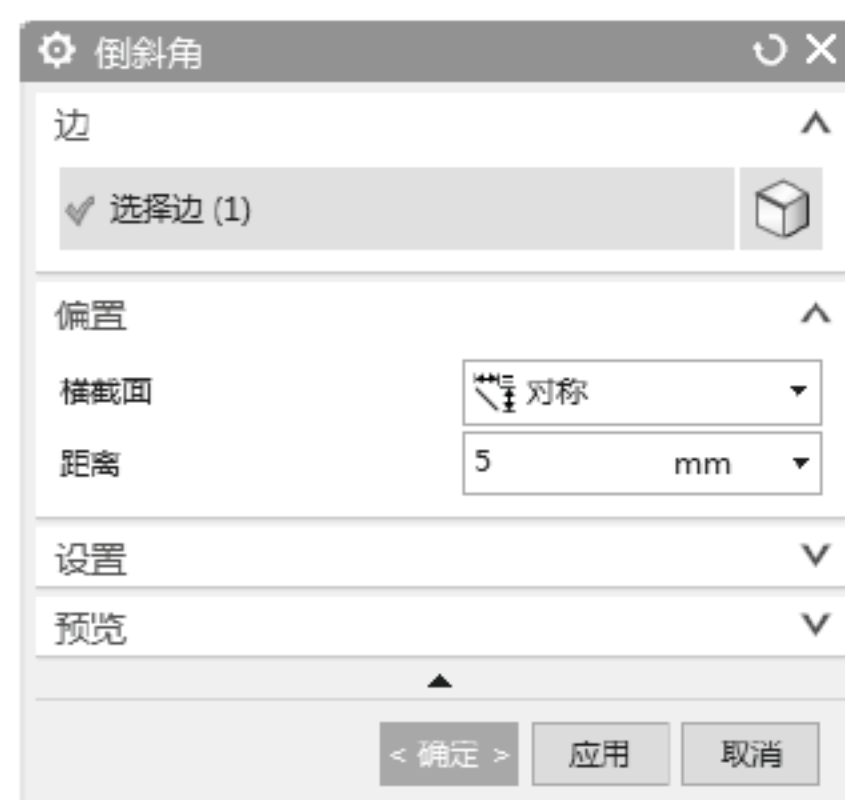 倒斜角
边
选择边 (1)
偏置
横截面 对称
距离 5 mm
设置
预览
< 确定 > 应用 取消